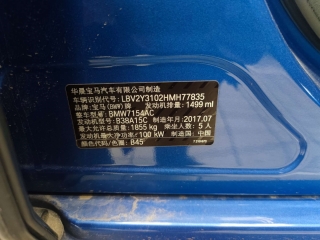 华晨宝马汽车有限公司制造
车辆识别代号: LBV2Y3102HMH77835
品牌: 宝马(BMW)牌 发动机排量: 1499 ml
整车型号: BMW7154AC
发动机型号: B38A15C 制造年月: 2017.07
最大允许总质量: 1855 kg 乘坐人数: 5 人
发动机最大净功率: 100 kW 制造国: 中国
颜色代码/色漆: B45